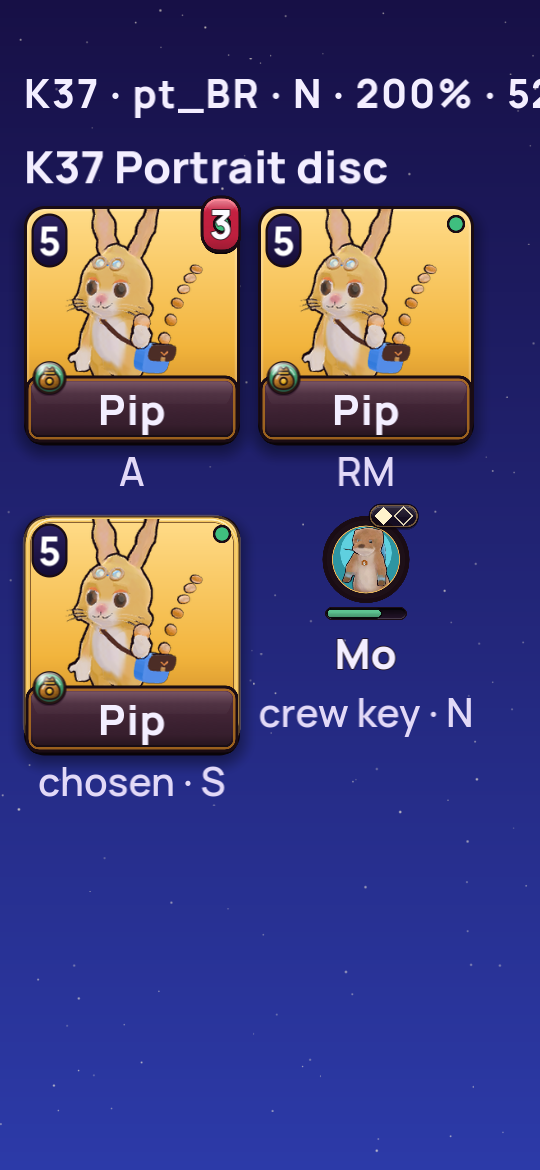 K37 · pt_BR · N · 200% · 52
K37 Portrait disc
5 3 5
Pip Pip
A RM
5
Pip Mo
chosen · S crew key · N